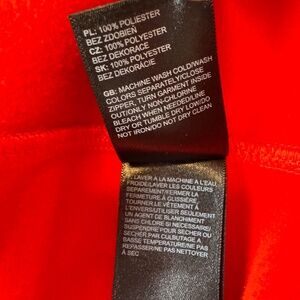 PL: 100% POLIESTER
BEZ ZDOBIEŃ
CZ: 100% POLYESTER
BEZ DEKORACE
SK: 100% POLYESTER
BEZ DEKORÁCIE
GB: MACHINE WASH COLD/WASH
COLORS SEPARATELY/CLOSE
ZIPPER, TURN GARMENT INSIDE
OUT/ONLY NON-CHLORINE
BLEACH WHEN NEEDED/LINE
DRY OR TUMBLE DRY LOW/DO
NOT IRON/DO NOT DRY CLEAN
LAVER À LA MACHINE À L'EAU
FROIDE/LAVER LES COULEURS
SÉPAREMENT/FERMER LA
FERMETURE À GLISSIÈRE,
TOURNER LE VÊTEMENT À
L'ENVERS/UTILISER SEULEMENT
UN AGENT DE BLANCHIMENT
SANS CHLORE SI NÉCESSAIRE/
SUSPENDRE POUR SÉCHER OU
SÉCHER PAR CULBUTAGE À
BASSE TEMPÉRATURE/NE PAS
REPASSER/NE PAS NETTOYER
À SEC